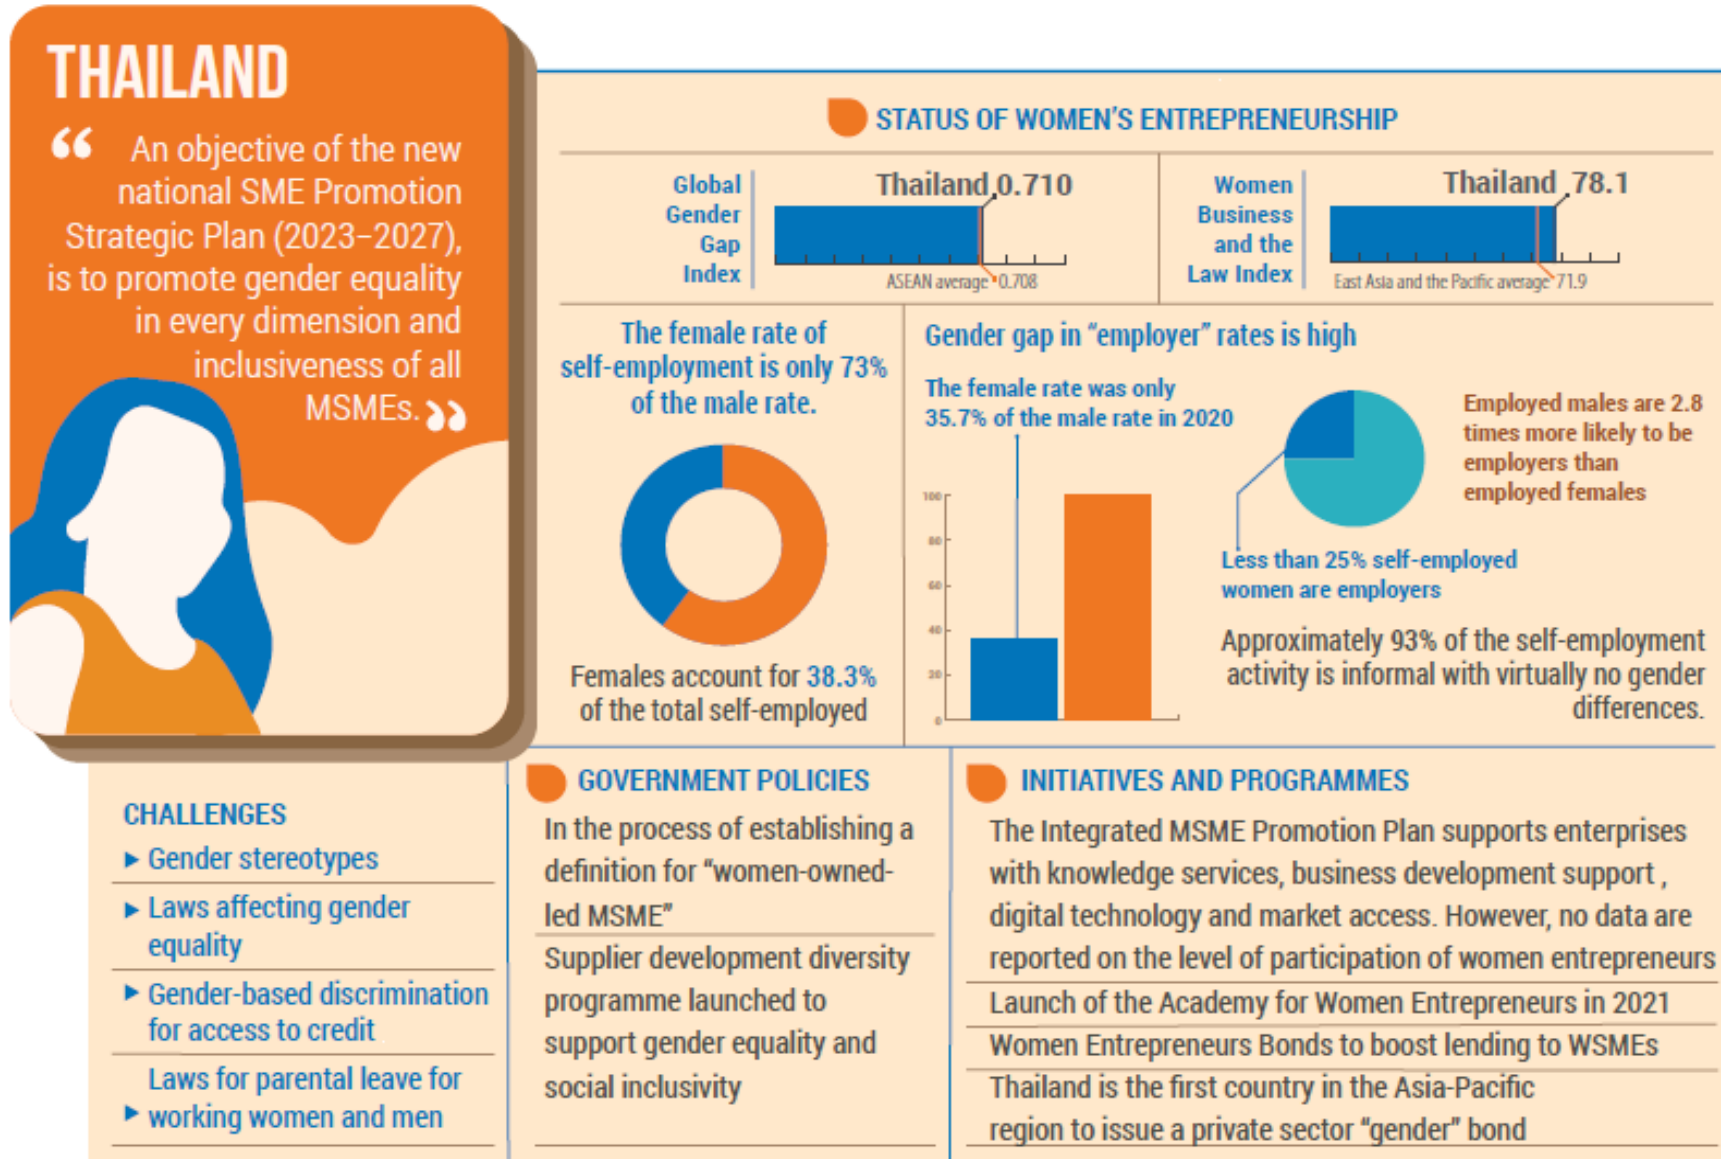 THAILAND
“ An objective of the new
national SME Promotion
Strategic Plan (2023–2027),
is to promote gender equality
in every dimension and
inclusiveness of all
MSMEs. ”
STATUS OF WOMEN'S ENTREPRENEURSHIP
Global
Gender
Gap
Index
Thailand 0.710
ASEAN average 0.708
Women
Business
and the
Law Index
Thailand 78.1
East Asia and the Pacific average 71.9
The female rate of
self-employment is only 73%
of the male rate.
Females account for 38.3%
of the total self-employed
Gender gap in “employer” rates is high
The female rate was only
35.7% of the male rate in 2020
100
80
60
40
20
0
Employed males are 2.8
times more likely to be
employers than
employed females
Less than 25% self-employed
women are employers
Approximately 93% of the self-employment
activity is informal with virtually no gender
differences.
CHALLENGES
Gender stereotypes
Laws affecting gender
equality
Gender-based discrimination
for access to credit
Laws for parental leave for
working women and men
GOVERNMENT POLICIES
In the process of establishing a
definition for “women-owned-
led MSME”
Supplier development diversity
programme launched to
support gender equality and
social inclusivity
INITIATIVES AND PROGRAMMES
The Integrated MSME Promotion Plan supports enterprises
with knowledge services, business development support ,
digital technology and market access. However, no data are
reported on the level of participation of women entrepreneurs
Launch of the Academy for Women Entrepreneurs in 2021
Women Entrepreneurs Bonds to boost lending to WSMEs
Thailand is the first country in the Asia-Pacific
region to issue a private sector “gender” bond